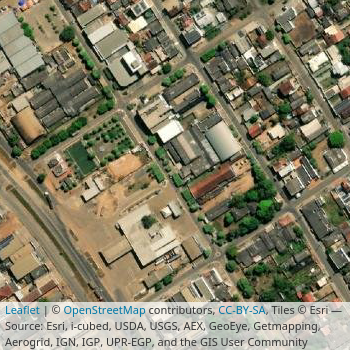 Leaflet | © OpenStreetMap contributors, CC-BY-SA, Tiles © Esri —
Source: Esri, i-cubed, USDA, USGS, AEX, GeoEye, Getmapping,
Aerogrid, IGN, IGP, UPR-EGP, and the GIS User Community